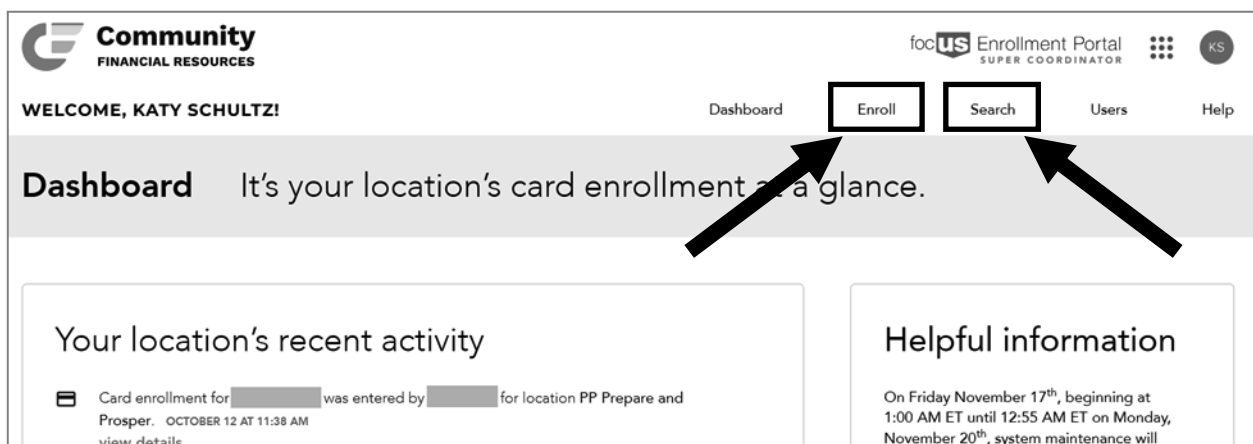 Community
FINANCIAL RESOURCES
focus Enrollment Portal
SUPER COORDINATOR
KS
WELCOME, KATY SCHULTZ!
Dashboard Enroll Search Users Help
Dashboard It's your location's card enrollment at a glance.
Your location's recent activity
Card enrollment for was entered by for location PP Prepare and
Prosper. OCTOBER 12 AT 11:38 AM
view details
Helpful information
On Friday November 17th, beginning at
1:00 AM ET until 12:55 AM ET on Monday,
November 20th, system maintenance will